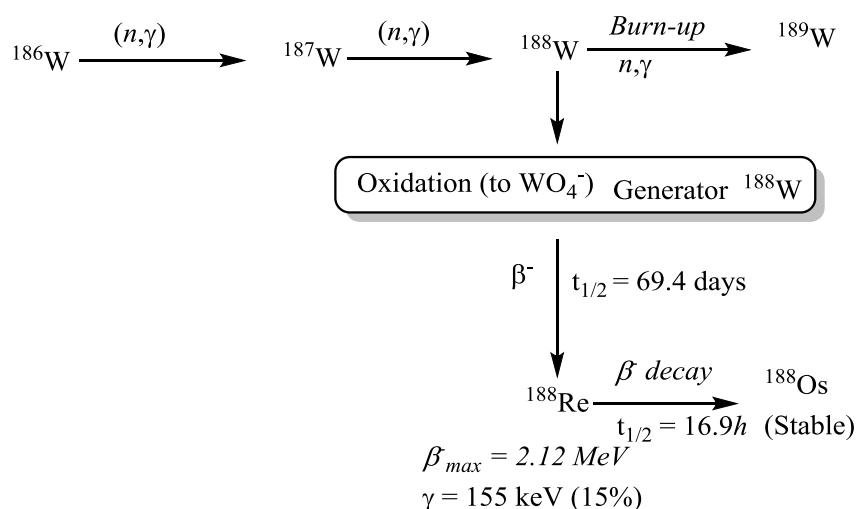 (n,γ) (n,γ) Burn-up
¹⁸⁶W ¹⁸⁷W ¹⁸⁸W ¹⁸⁹W
n,γ
Oxidation (to WO₄⁻) Generator ¹⁸⁸W
β⁻ t₁/₂ = 69.4 days
β⁻ decay
¹⁸⁸Re ¹⁸⁸Os
t₁/₂ = 16.9h (Stable)
β⁻max = 2.12 MeV
γ = 155 keV (15%)